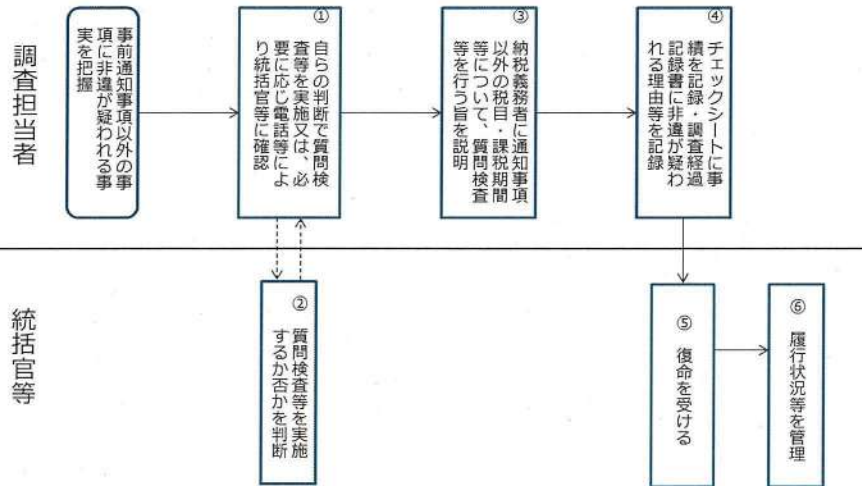 調査担当者
事前通知事項以外の事
項に非違が疑われる事
実を把握
①
自らの判断で質問検
査等を実施又は、必
要に応じ電話等によ
り統括官等に確認
③
納税義務者に通知事項
以外の税目・課税期間
等について、質問検査
等を行う旨を説明
④
チェックシートに事
績を記録・調査経過
記録書に非違が疑わ
れる理由等を記録
統括官等
②
質問検査等を実施
するか否かを判断
⑤
復命を受ける
⑥
履行状況等を管理